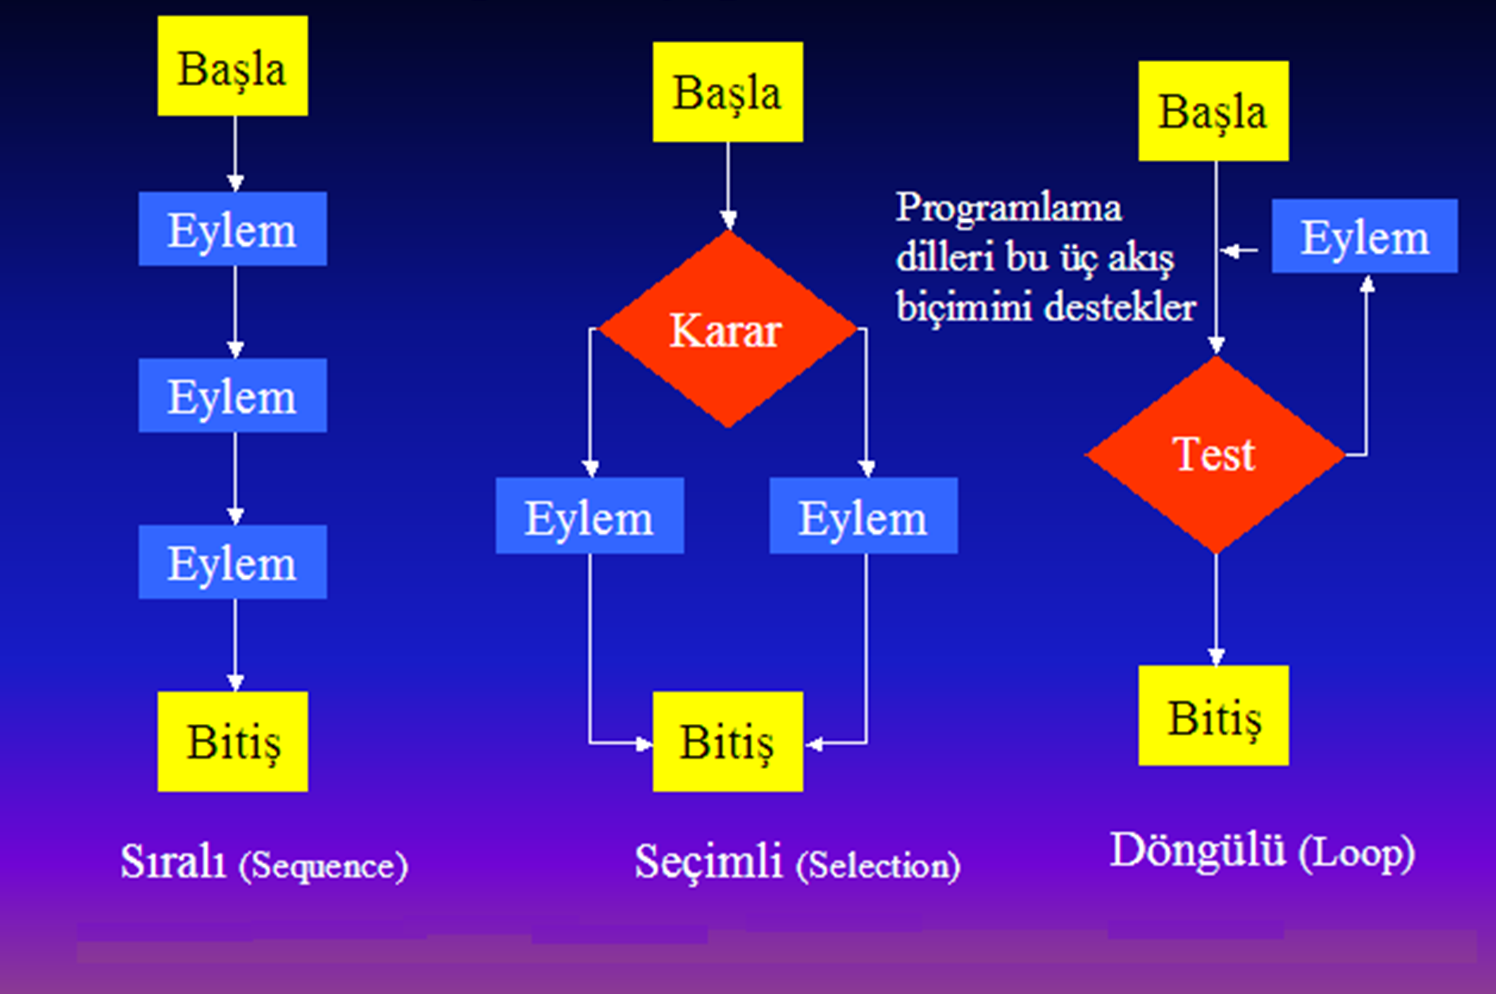 Başla
Eylem
Eylem
Eylem
Bitiş
Sıralı (Sequence)
Başla
Karar
Eylem
Eylem
Bitiş
Seçimli (Selection)
Programlama
dilleri bu üç akış
biçimini destekler
Başla
Eylem
Test
Bitiş
Döngülü (Loop)